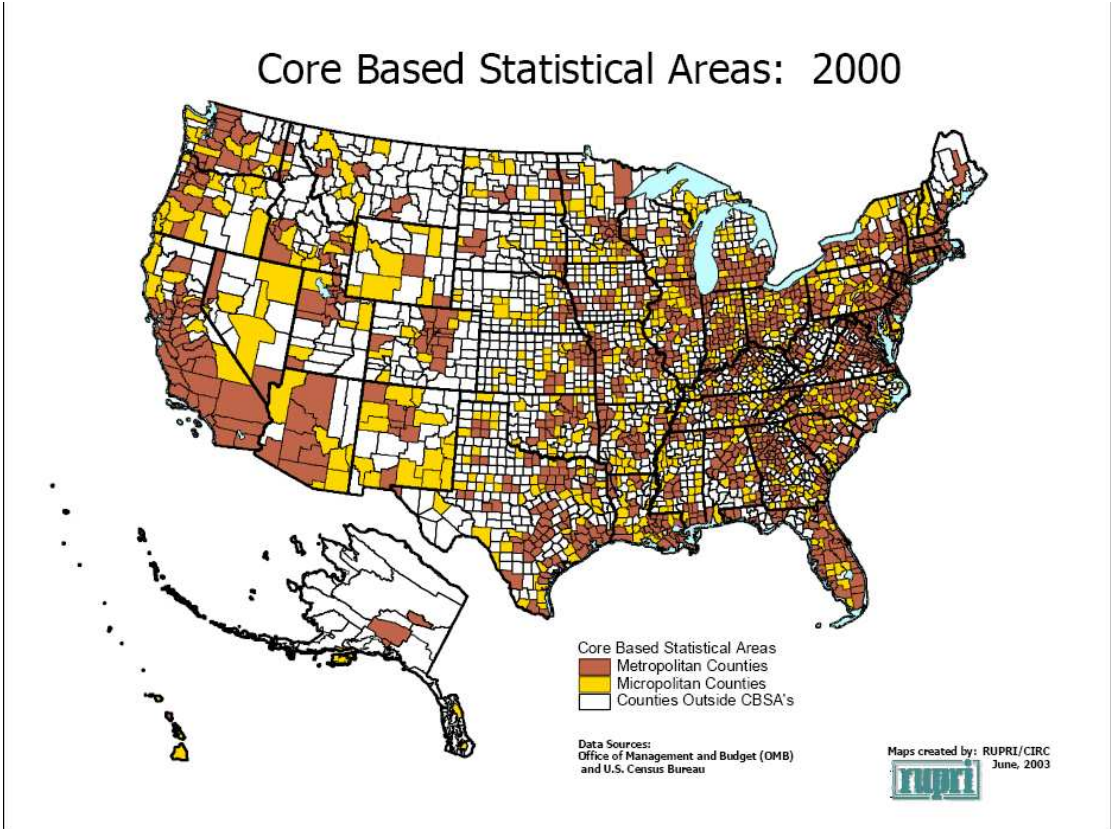 Core Based Statistical Areas:  2000
Core Based Statistical Areas
Metropolitan Counties
Micropolitan Counties
Counties Outside CBSA's
Data Sources:
Office of Management and Budget (OMB)
and U.S. Census Bureau
Maps created by:  RUPRI/CIRC
June, 2003
rupri